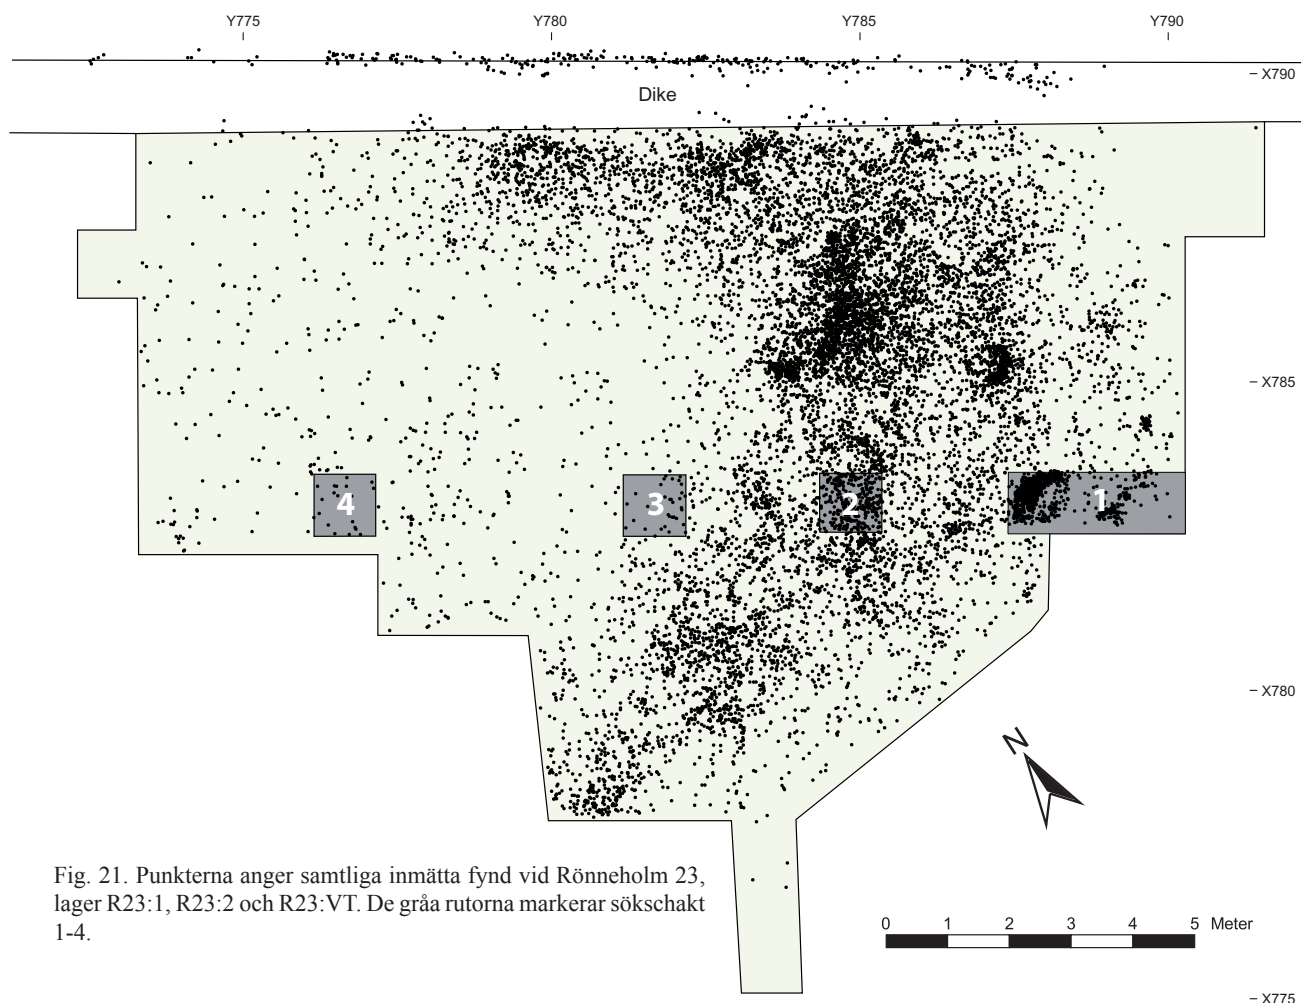 Y775 Y780 Y785 Y790
– X790
Dike
– X785
4 3 2 1
– X780
N
Fig. 21. Punkterna anger samtliga inmätta fynd vid Rönneholm 23,
lager R23:1, R23:2 och R23:VT. De gråa rutorna markerar sökschakt
1-4.
0 1 2 3 4 5 Meter
– X775